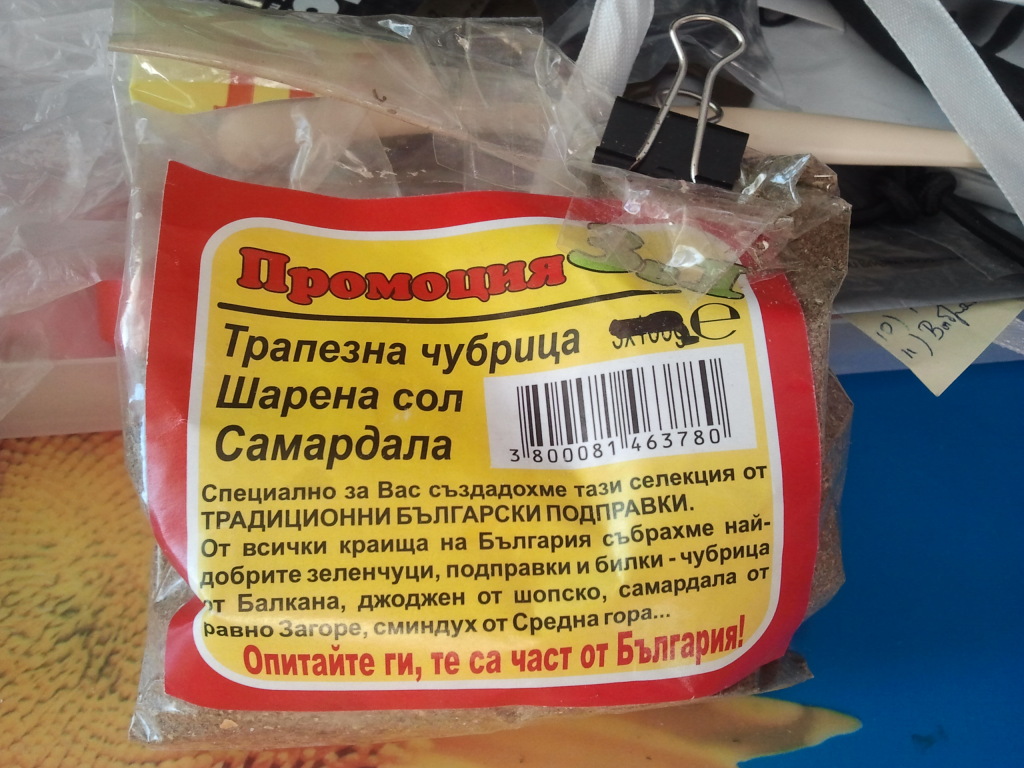 Промоция
Трапезна чубрица
Шарена сол
Самардала
e
3 800081 463780
Специално за Вас създадохме тази селекция от
ТРАДИЦИОННИ БЪЛГАРСКИ ПОДПРАВКИ.
От всички краища на България събрахме най-
добрите зеленчуци, подправки и билки - чубрица
от Балкана, джоджен от шопско, самардала от
равно Загоре, сминдух от Средна гора...
Опитайте ги, те са част от България!
10)
11)